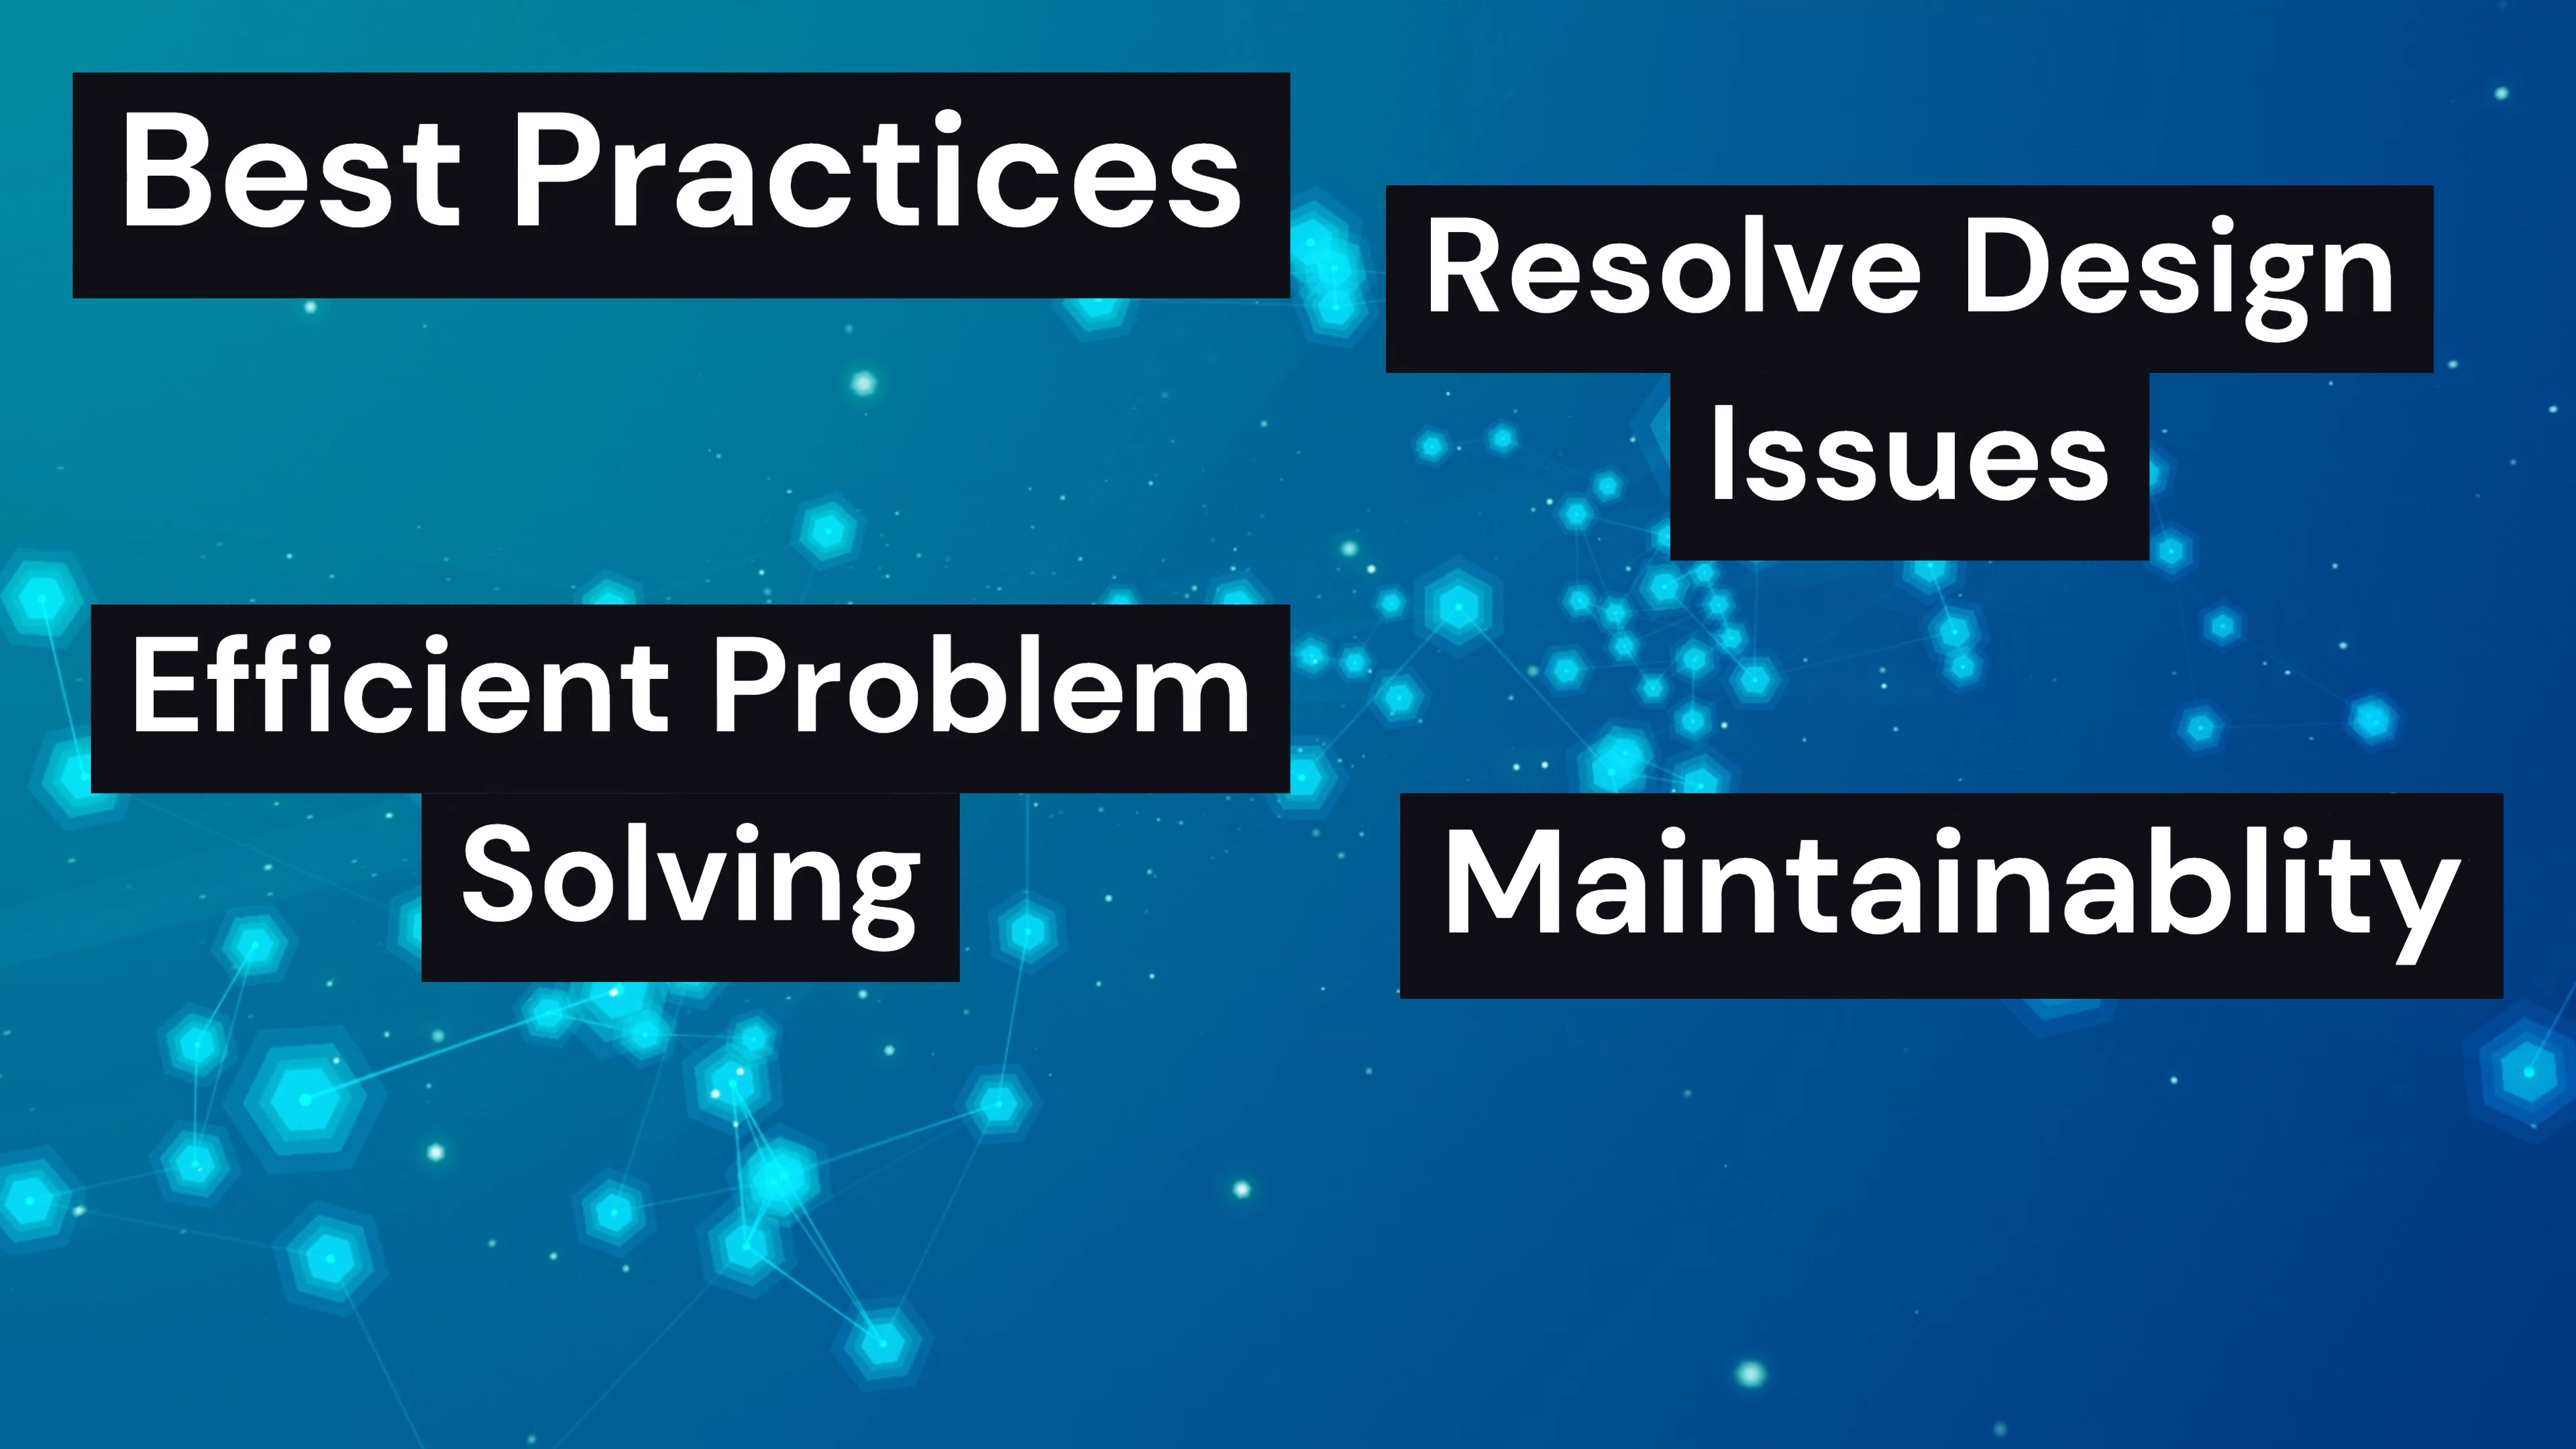 Best Practices
Resolve Design
Issues
Efficient Problem
Solving
Maintainablity